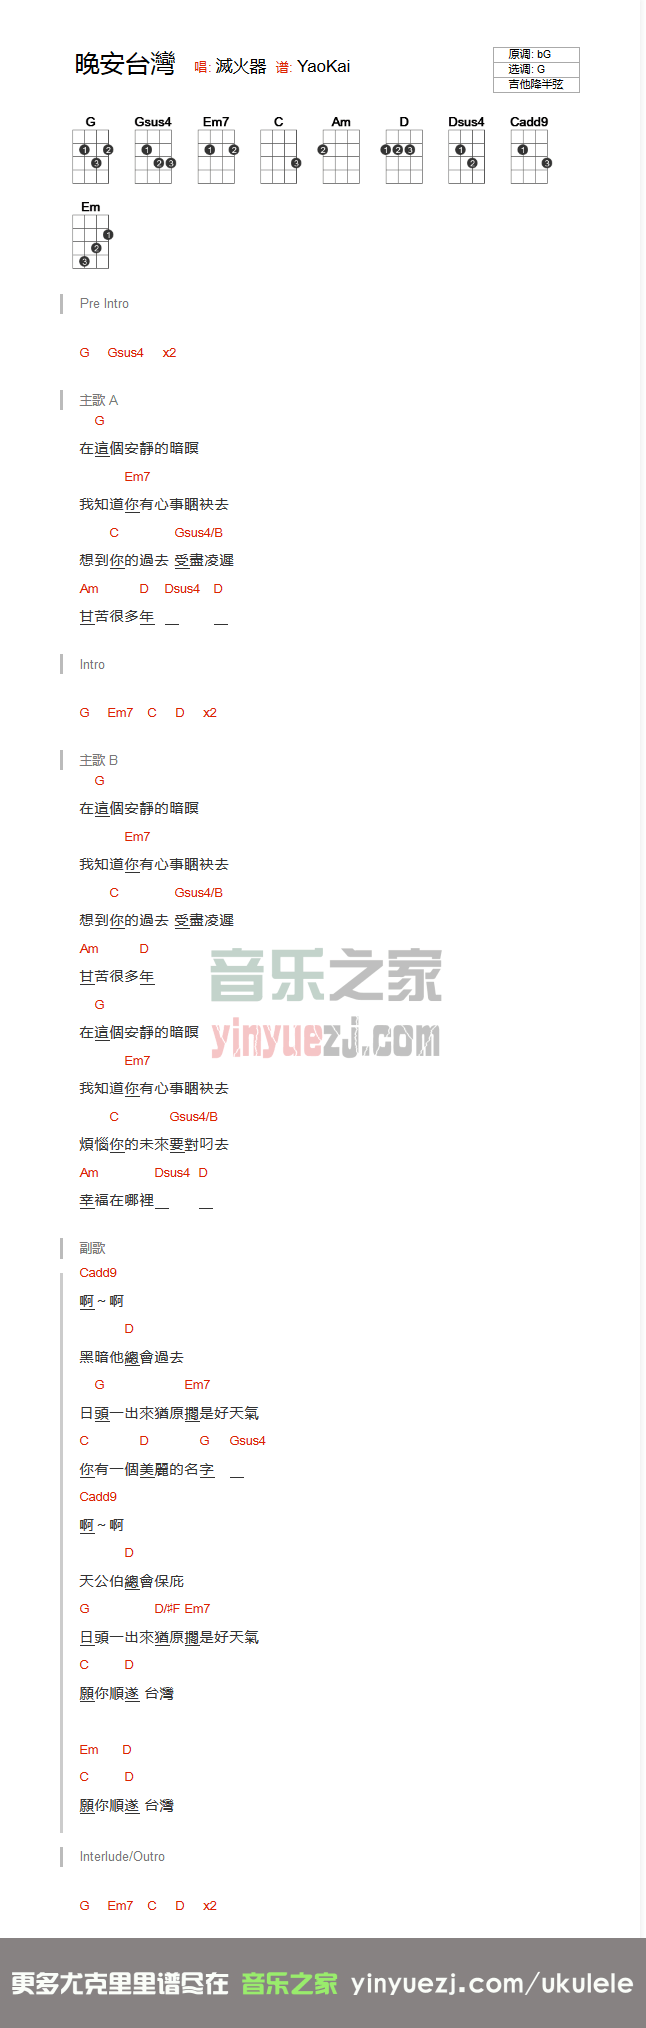 晚安台灣 唱: 滅火器 谱: YaoKai
原调: bG
选调: G
吉他降半弦
G Gsus4 Em7 C Am D Dsus4 Cadd9
Em
Pre Intro
G Gsus4 x2
主歌 A
G
在這個安靜的暗暝
Em7
我知道你有心事睏袂去
C Gsus4/B
想到你的過去 受盡凌遲
Am D Dsus4 D
甘苦很多年
Intro
G Em7 C D x2
主歌 B
G
在這個安靜的暗暝
Em7
我知道你有心事睏袂去
C Gsus4/B
想到你的過去 受盡凌遲
Am D
甘苦很多年
G
在這個安靜的暗暝
Em7
我知道你有心事睏袂去
C Gsus4/B
煩惱你的未來要對叼去
Am Dsus4 D
幸福在哪裡
副歌
Cadd9
啊～啊
D
黑暗他總會過去
G Em7
日頭一出來猶原擱是好天氣
C D G Gsus4
你有一個美麗的名字
Cadd9
啊～啊
D
天公伯總會保庇
G D/♯F Em7
日頭一出來猶原擱是好天氣
C D
願你順遂 台灣
Em D
C D
願你順遂 台灣
Interlude/Outro
G Em7 C D x2
音乐之家
yinyuezj.com
更多尤克里里谱尽在 音乐之家 yinyuezj.com/ukulele